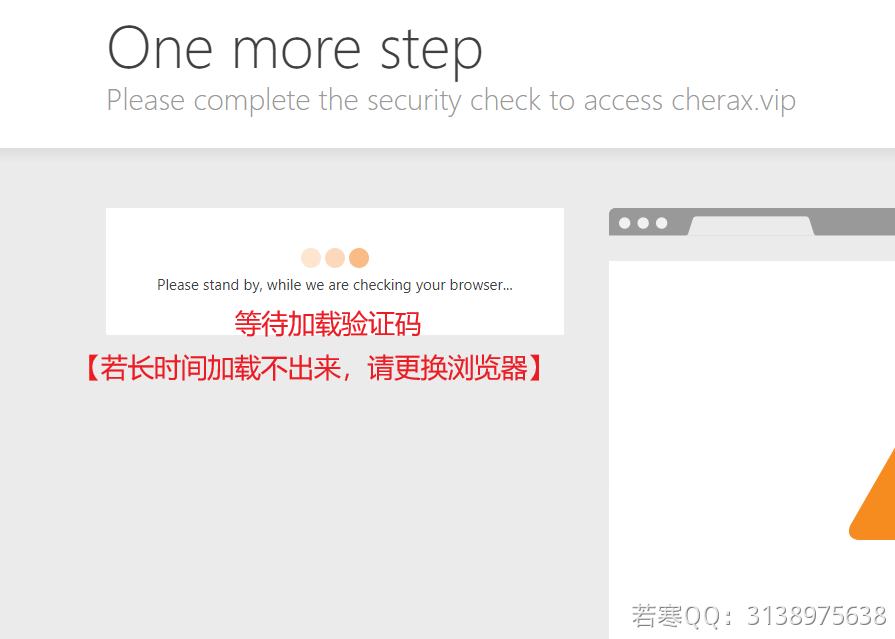 One more step
Please complete the security check to access cherax.vip
Please stand by, while we are checking your browser...
等待加载验证码
【若长时间加载不出来，请更换浏览器】
若寒QQ：3138975638